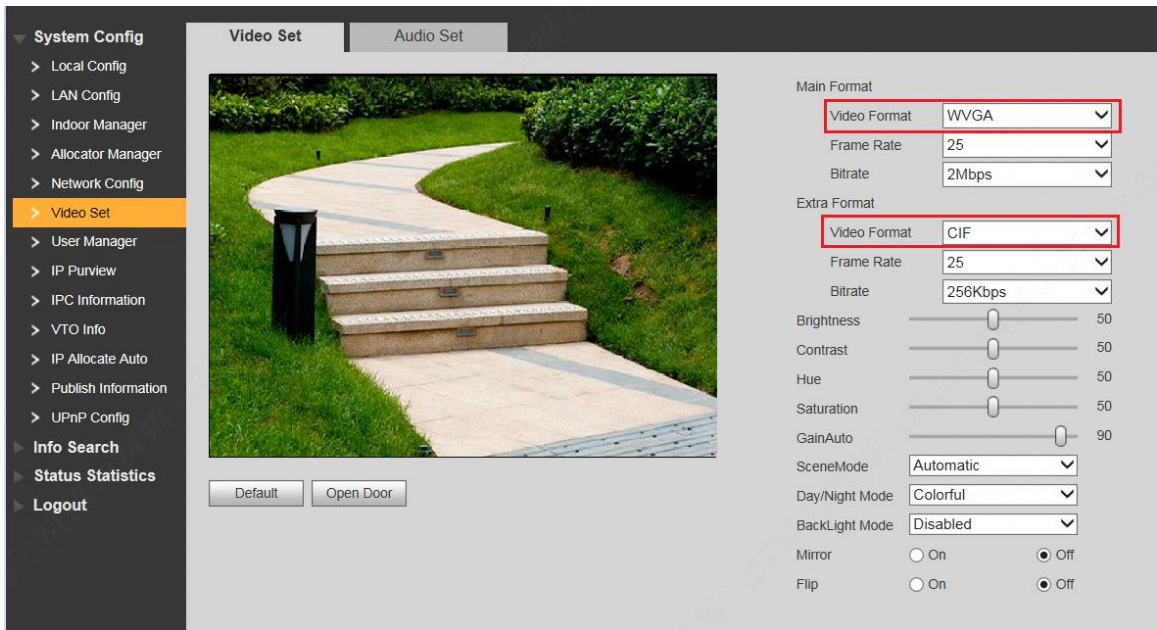 System Config
Local Config
LAN Config
Indoor Manager
Allocator Manager
Network Config
Video Set
User Manager
IP Purview
IPC Information
VTO Info
IP Allocate Auto
Publish Information
UPnP Config
Info Search
Status Statistics
Logout
Video Set Audio Set
Default Open Door
Main Format
Video Format WVGA
Frame Rate 25
Bitrate 2Mbps
Extra Format
Video Format CIF
Frame Rate 25
Bitrate 256Kbps
Brightness 50
Contrast 50
Hue 50
Saturation 50
GainAuto 90
SceneMode Automatic
Day/Night Mode Colorful
BackLight Mode Disabled
Mirror On Off
Flip On Off